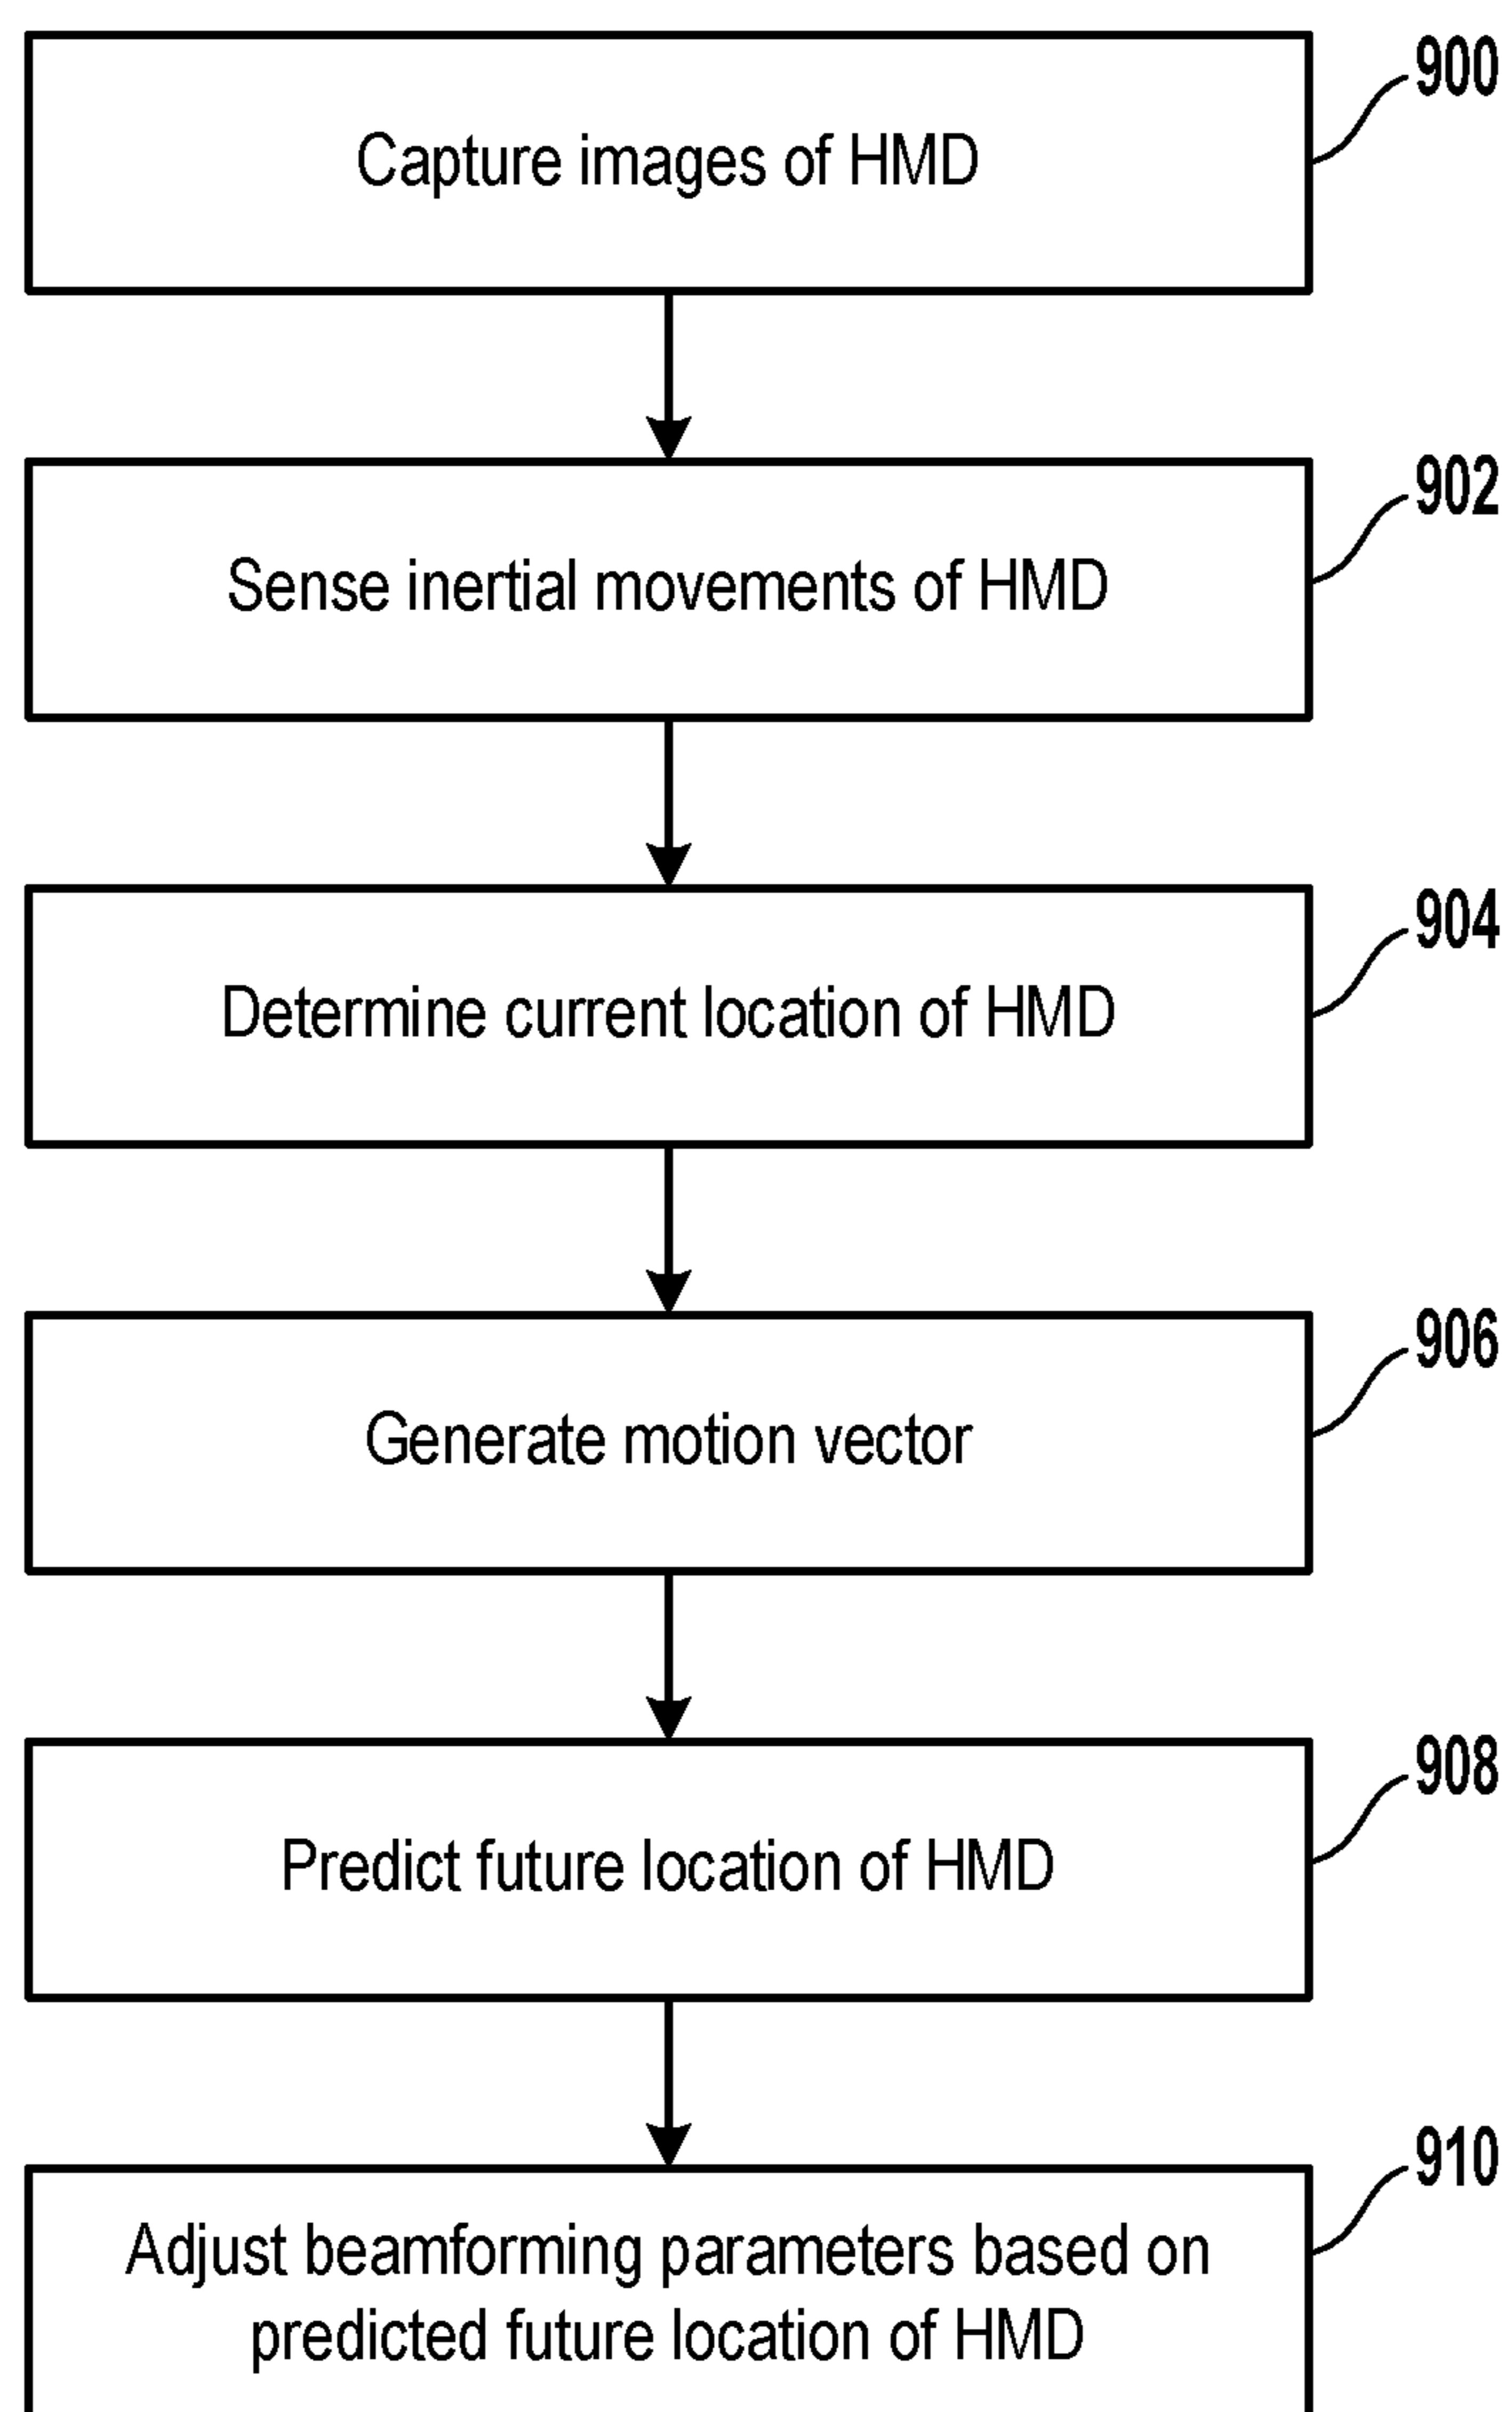 900
Capture images of HMD
902
Sense inertial movements of HMD
904
Determine current location of HMD
906
Generate motion vector
908
Predict future location of HMD
910
Adjust beamforming parameters based on
predicted future location of HMD